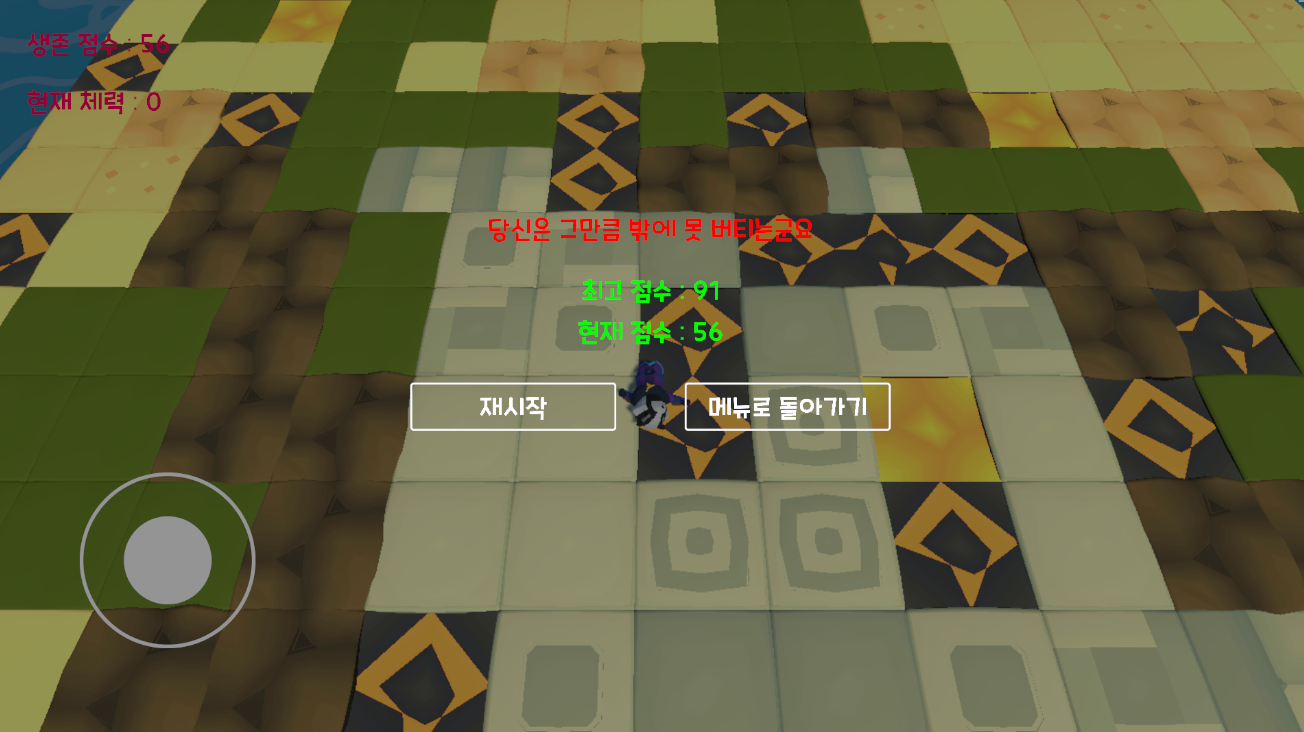 생존 점수 : 56
현재 체력 : 0
당신은 그만큼 밖에 못 버티는군요
최고 점수 : 91
현재 점수 : 56
재시작
메뉴로 돌아가기